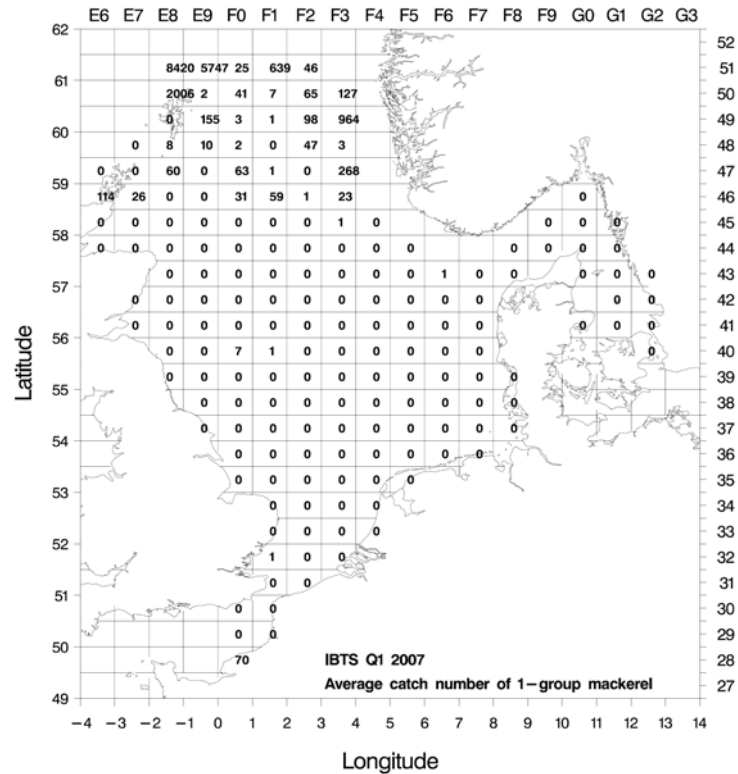 E6 E7 E8 E9 F0 F1 F2 F3 F4 F5 F6 F7 F8 F9 G0 G1 G2 G3
62
52
8420 5747 25 639 46 51
61
2006 2 41 7 65 127 50
0 155 3 1 98 964 49
60
0 8 10 2 0 47 3 48
0 0 60 0 63 1 0 268 47
59
114 26 0 0 31 59 1 23 0 46
0 0 0 0 0 0 0 1 0 0 0 0 45
58
0 0 0 0 0 0 0 0 0 0 0 0 0 0 44
0 0 0 0 0 0 0 0 1 0 0 0 0 0 43
57
0 0 0 0 0 0 0 0 0 0 0 0 0 42
0 0 0 0 0 0 0 0 0 0 0 0 0 0 41
56
0 0 7 1 0 0 0 0 0 0 0 40
0 0 0 0 0 0 0 0 0 0 0 39
55
0 0 0 0 0 0 0 0 0 0 38
0 0 0 0 0 0 0 0 0 0 37
54
0 0 0 0 0 0 0 0 36
0 0 0 0 0 0 35
53
0 0 0 0 34
0 0 0 0 33
52
1 0 0 32
0 0 31
51
0 0 30
0 0 29
50
70 IBTS Q1 2007 28
Average catch number of 1-group mackerel 27
49
-4 -3 -2 -1 0 1 2 3 4 5 6 7 8 9 10 11 12 13 14
Latitude
Longitude